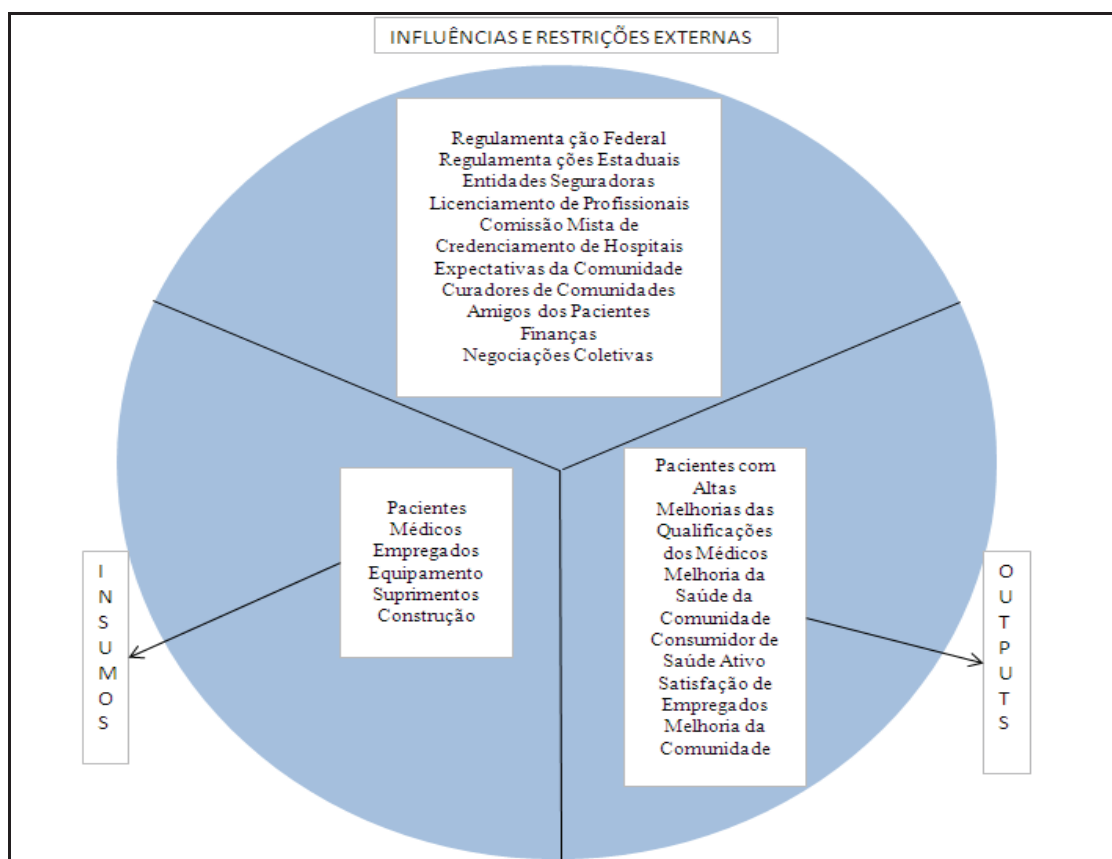 INFLUÊNCIAS E RESTRIÇÕES EXTERNAS
Regulamenta ção Federal
Regulamenta ções Estaduais
Entidades Seguradoras
Licenciamento de Profissionais
Comissão Mista de
Credenciamento de Hospitais
Expectativas da Comunidade
Curadores de Comunidades
Amigos dos Pacientes
Finanças
Negociações Coletivas
Pacientes
Médicos
Empregados
Equipamento
Suprimentos
Construção
Pacientes com
Altas
Melhorias das
Qualificações
dos Médicos
Melhoria da
Saúde da
Comunidade
Consumidor de
Saúde Ativo
Satisfação de
Empregados
Melhoria da
Comunidade
I
N
S
U
M
O
S
O
U
T
P
U
T
S